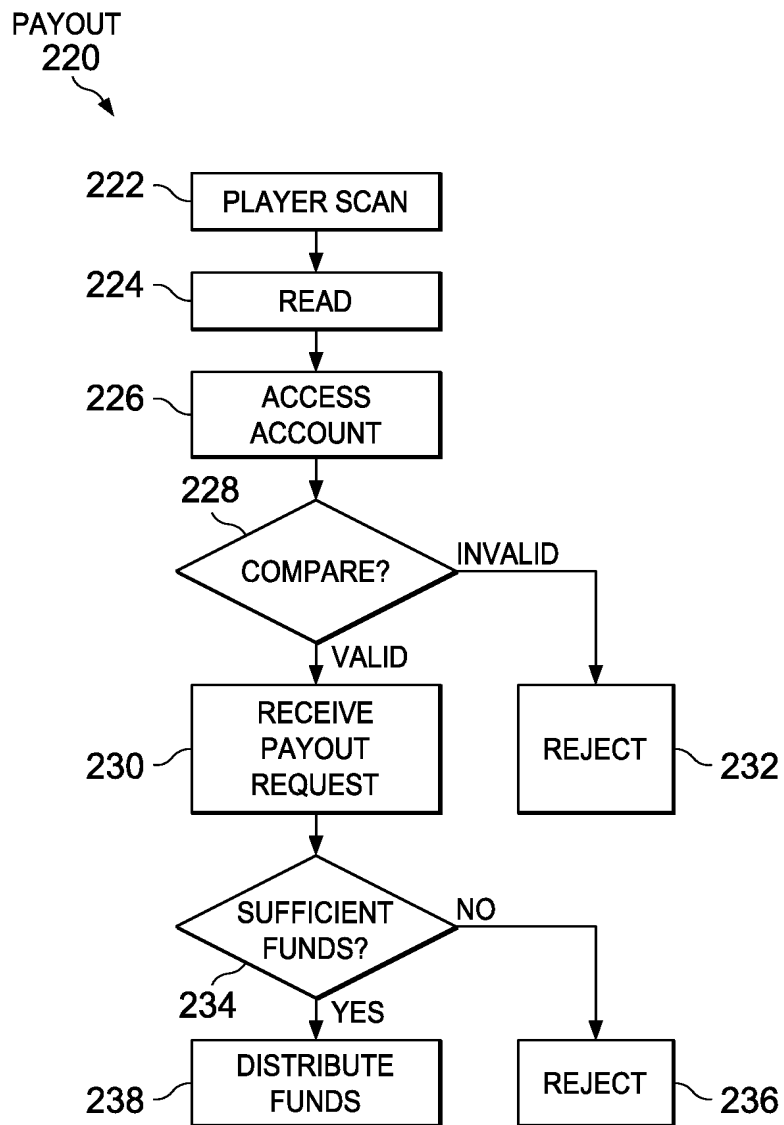 PAYOUT
220
222
PLAYER SCAN
224
READ
226
ACCESS
ACCOUNT
228
COMPARE?
INVALID
VALID
230
RECEIVE
PAYOUT
REQUEST
REJECT
232
SUFFICIENT
FUNDS?
NO
234
YES
238
DISTRIBUTE
FUNDS
REJECT
236